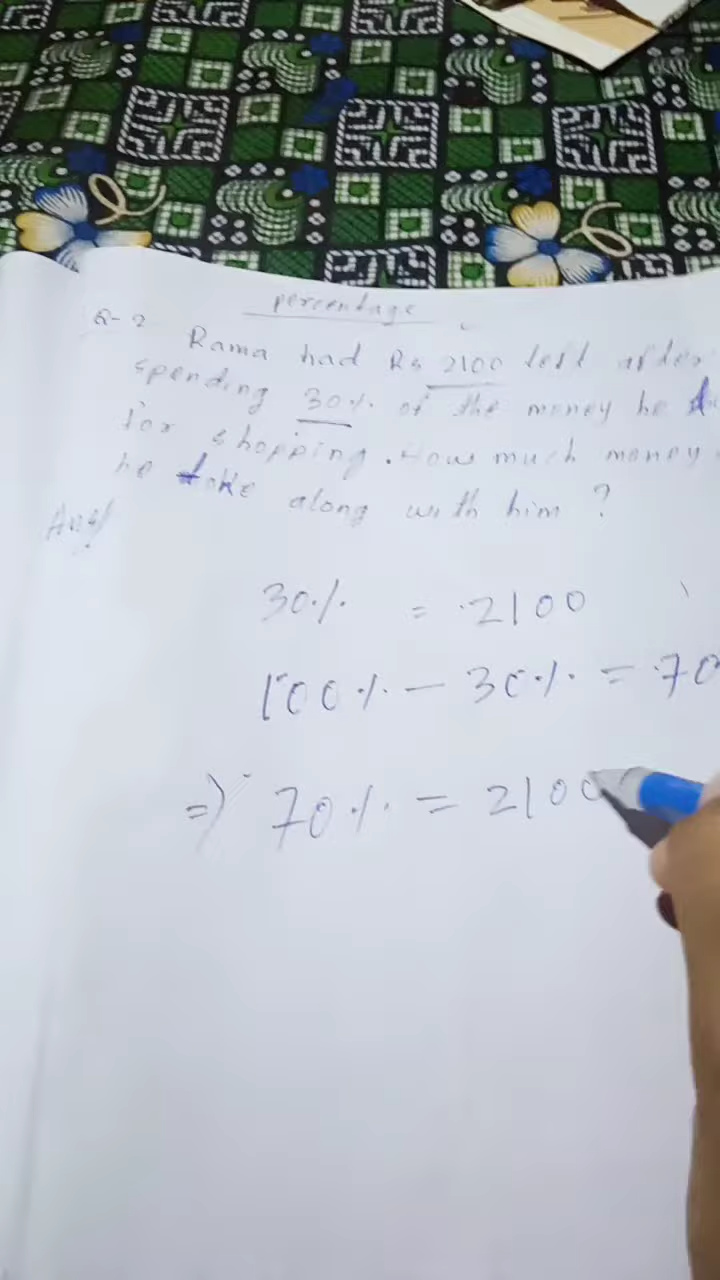 percentage
Q-2 Rama had Rs 2100 left after
spending 30% of the money he
for shopping. How much money
he take along with him ?
Ans/
30% = 2100
100% - 30% = 70
=) 70% = 2100